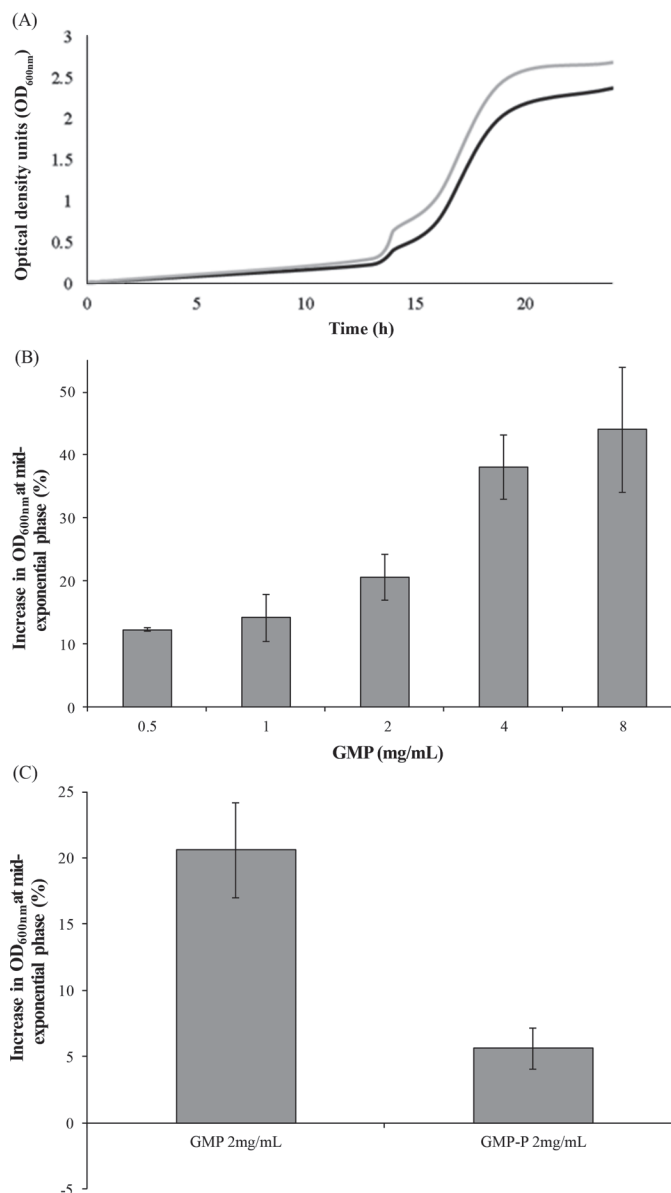 (A)
3
2.5
2
1.5
1
0.5
0
Optical density units (OD600nm)
0 5 10 15 20
Time (h)
(B)
50
40
30
20
10
0
Increase in OD600nm at mid-
exponential phase (%)
0.5 1 2 4 8
GMP (mg/mL)
(C)
25
20
15
10
5
0
-5
Increase in OD600nm at mid-
exponential phase (%)
GMP 2mg/mL GMP-P 2mg/mL